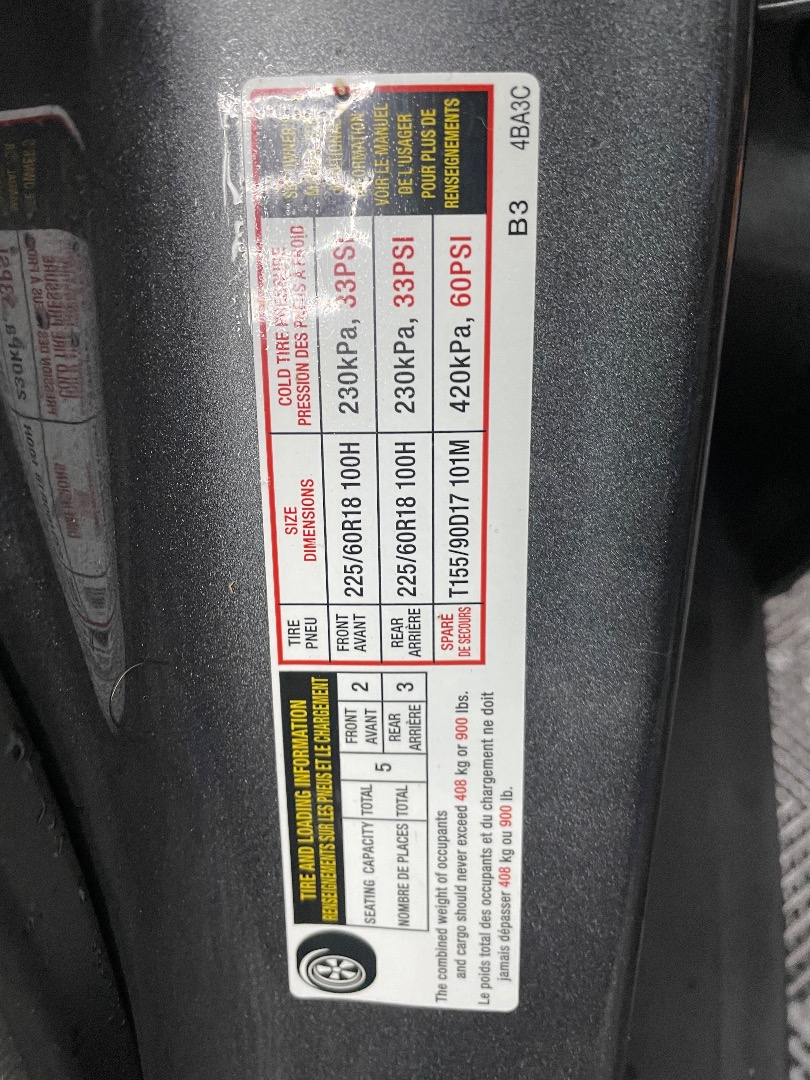 TIRE AND LOADING INFORMATION
RENSEIGNEMENTS SUR LES PNEUS ET LE CHARGEMENT
SEATING CAPACITY TOTAL 5 FRONT AVANT 2
NOMBRE DE PLACES TOTAL REAR ARRIÈRE 3
The combined weight of occupants
and cargo should never exceed 408 kg or 900 lbs.
Le poids total des occupants et du chargement ne doit
jamais dépasser 408 kg ou 900 lb.
TIRE
PNEU
SIZE
DIMENSIONS
COLD TIRE PRESSURE
PRESSION DES PNEUS A FROID
FRONT
AVANT
225/60R18 100H
230kPa, 33PSI
REAR
ARRIÈRE
225/60R18 100H
230kPa, 33PSI
SPARE
DE SECOURS
T155/90D17 101M
420kPa, 60PSI
INFORMATION
VOIR LE MANUEL
DE L'USAGER
POUR PLUS DE
RENSEIGNEMENTS
B3 4BA3C